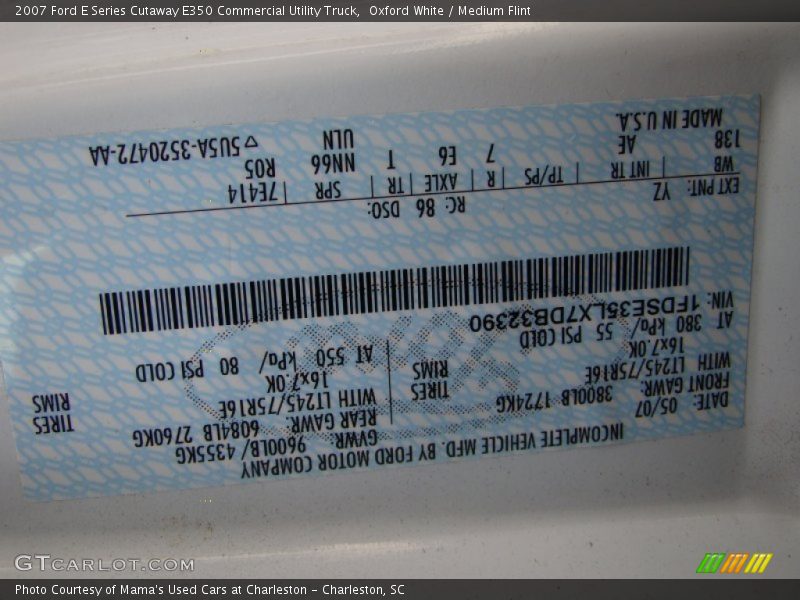 2007 Ford E Series Cutaway E350 Commercial Utility Truck,  Oxford White / Medium Flint
INCOMPLETE VEHICLE MFD. BY FORD MOTOR COMPANY
DATE: 05/07 GVWR: 9600LB/ 4355KG
FRONT GAWR: 3800LB 1724KG REAR GAWR: 6084LB 2760KG
WITH LT245/75R16E TIRES WITH LT245/75R16E TIRES
16x7.0K RIMS 16x7.0K RIMS
AT 380 kPa/ 55 PSI COLD AT 550 kPa/ 80 PSI COLD
VIN: 1FDSE35LX7DB32390
EXT PNT: YZ RC: 86 DSO:
WB INT TR TP/PS R AXLE TR SPR 7E414
138 AE 7 E6 T NN66 R05
MADE IN U.S.A. ULN ▽ 5U5A-3520472-AA
GTCARLOT.COM
Photo Courtesy of Mama's Used Cars at Charleston - Charleston, SC